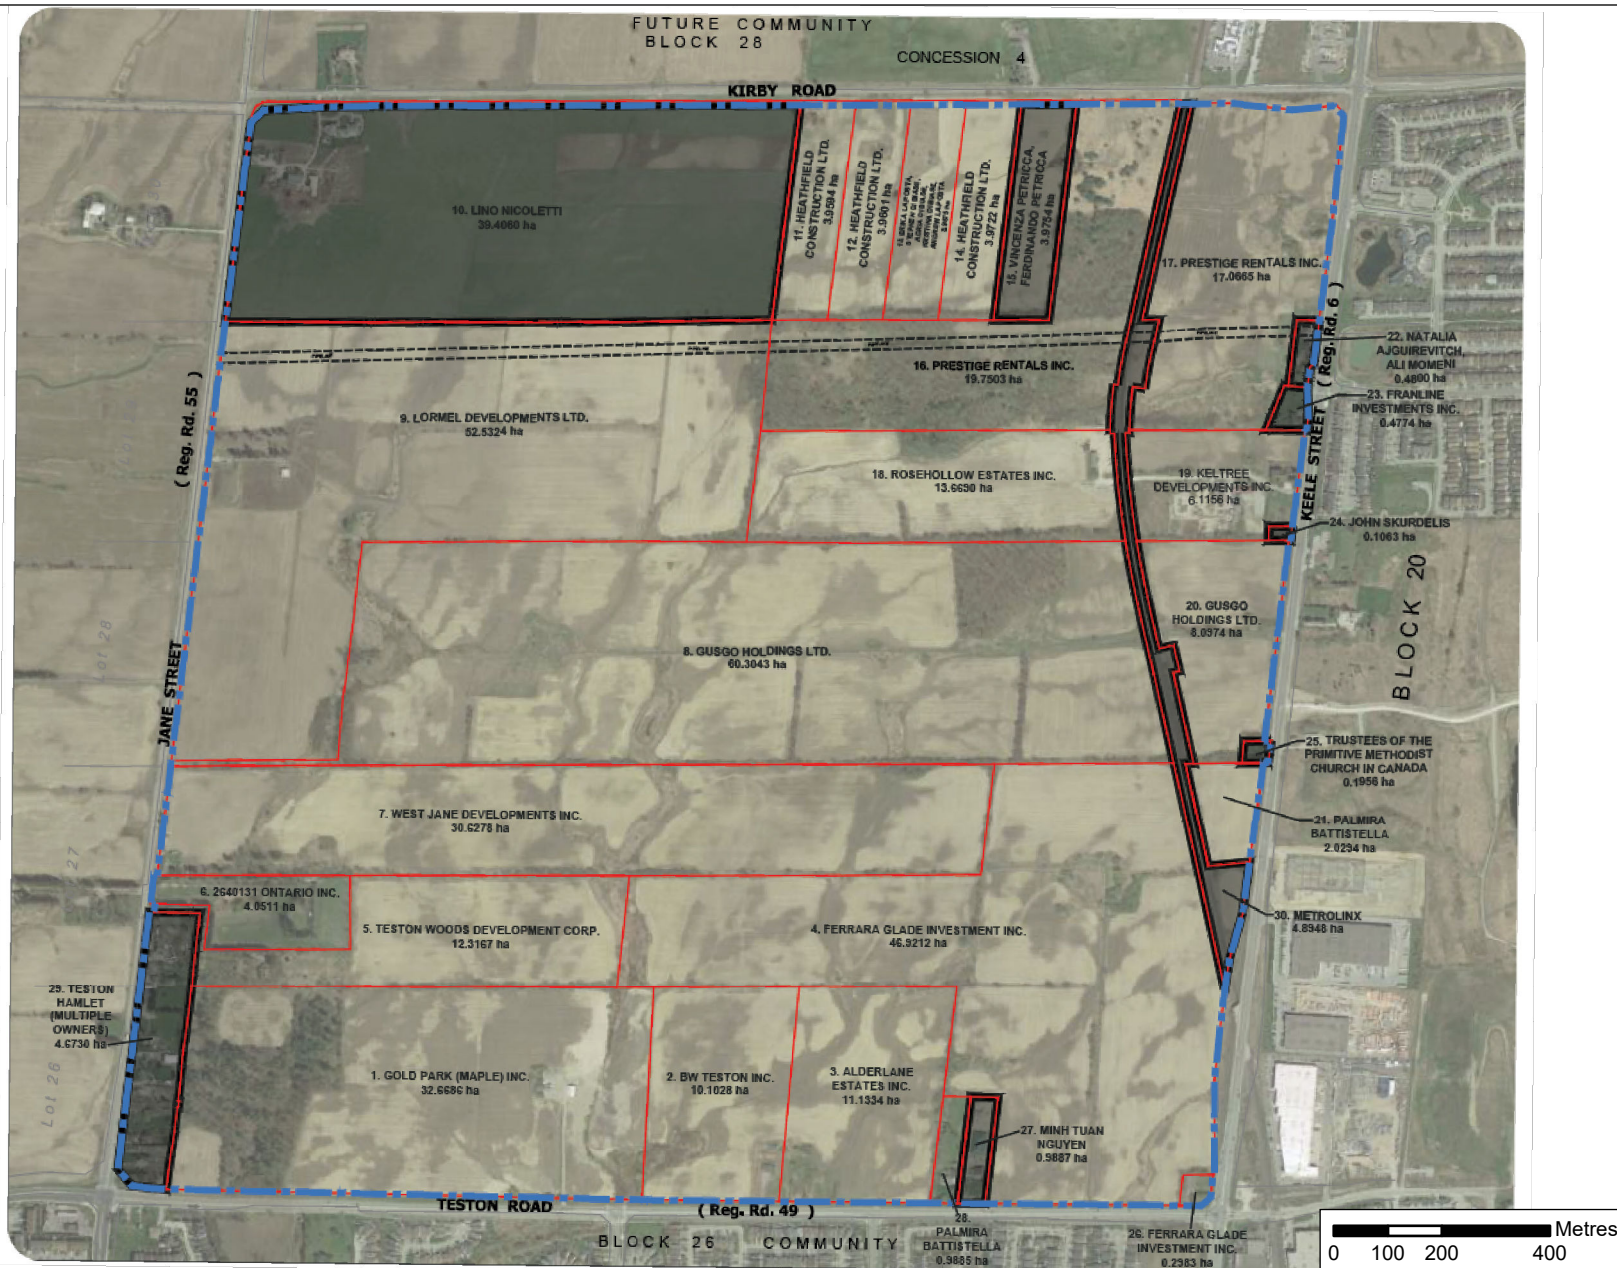 FUTURE COMMUNITY
BLOCK 28
CONCESSION 4
KIRBY ROAD
10. LINO NICOLETTI
39.4060 ha
11. HEATHFIELD
CONSTRUCTION LTD.
3.9594 ha
12. HEATHFIELD
CONSTRUCTION LTD.
3.9601 ha
14. HEATHFIELD
CONSTRUCTION LTD.
3.9722 ha
15. VINCENZA PETRICCA,
FERDINANDO PETRICCA
3.9754 ha
17. PRESTIGE RENTALS INC.
17.0665 ha
( Reg. Rd. 6 )
22. NATALIA
AJGUIREVITCH,
ALI MOMENI
0.4800 ha
16. PRESTIGE RENTALS INC.
19.7503 ha
23. FRANLINE
INVESTMENTS INC.
0.4774 ha
( Reg. Rd. 55 )
9. LORMEL DEVELOPMENTS LTD.
52.5324 ha
18. ROSEHOLLOW ESTATES INC.
13.6690 ha
19. KELTREE
DEVELOPMENTS INC.
6.1156 ha
KEELE STREET
24. JOHN SKURDELIS
0.1063 ha
BLOCK 20
20. GUSGO
HOLDINGS LTD.
8.0974 ha
Lot 28
8. GUSGO HOLDINGS LTD.
60.3043 ha
JANE STREET
25. TRUSTEES OF THE
PRIMITIVE METHODIST
CHURCH IN CANADA
0.1956 ha
7. WEST JANE DEVELOPMENTS INC.
30.6278 ha
21. PALMIRA
BATTISTELLA
2.0294 ha
27
6. 2640131 ONTARIO INC.
4.0511 ha
5. TESTON WOODS DEVELOPMENT CORP.
12.3167 ha
4. FERRARA GLADE INVESTMENT INC.
46.9212 ha
30. METROLINX
4.8948 ha
29. TESTON
HAMLET
(MULTIPLE
OWNERS)
4.6730 ha
Lot 26
1. GOLD PARK (MAPLE) INC.
32.6686 ha
2. BW TESTON INC.
10.1028 ha
3. ALDERLANE
ESTATES INC.
11.1334 ha
27. MINH TUAN
NGUYEN
0.9887 ha
TESTON ROAD
( Reg. Rd. 49 )
BLOCK 26 COMMUNITY
28.
PALMIRA
BATTISTELLA
0.9885 ha
26. FERRARA GLADE
INVESTMENT INC.
0.2983 ha
Metres
0 100 200 400